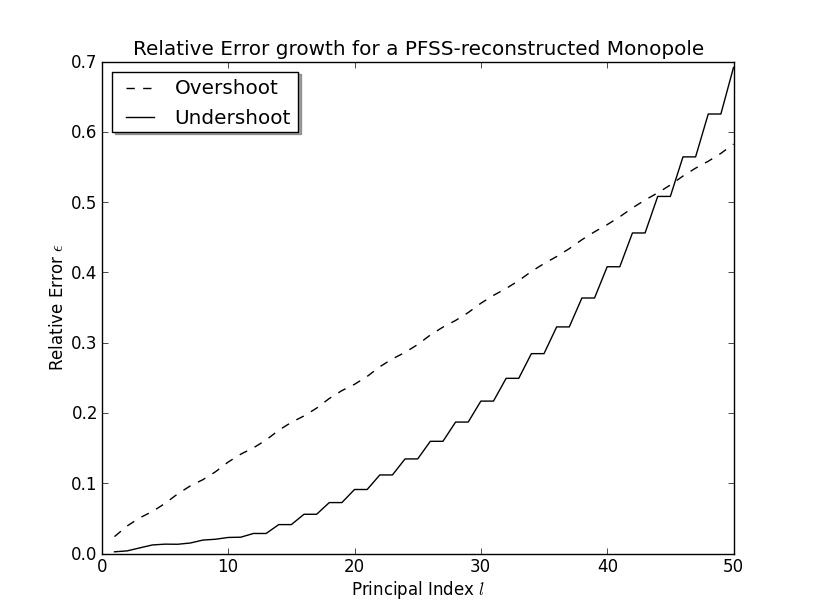 Relative Error growth for a PFSS-reconstructed Monopole
0.7
Overshoot
Undershoot
0.6
0.5
0.4
0.3
0.2
0.1
0.0
Relative Error ϵ
0 10 20 30 40 50
Principal Index l